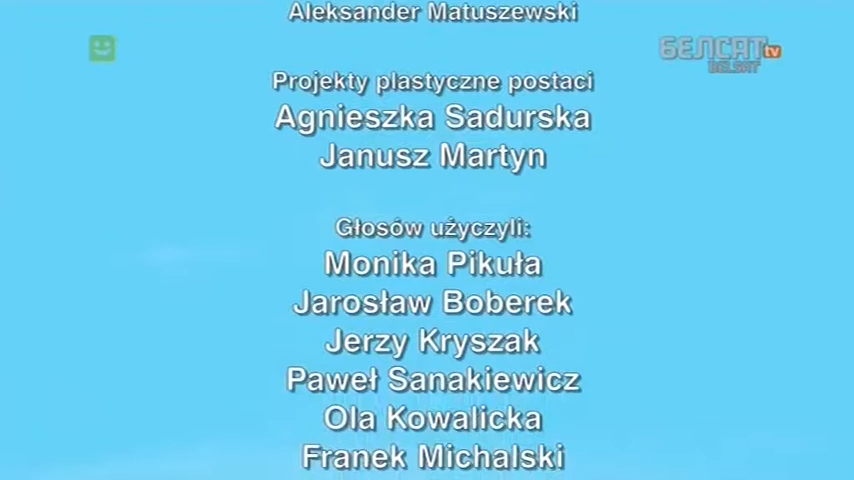 Aleksander Matuszewski
БЕЛСАТ tv
BELSAT
Projekty plastyczne postaci
Agnieszka Sadurska
Janusz Martyn
Głosów użyczyli:
Monika Pikuła
Jarosław Boberek
Jerzy Kryszak
Paweł Sanakiewicz
Ola Kowalicka
Franek Michalski